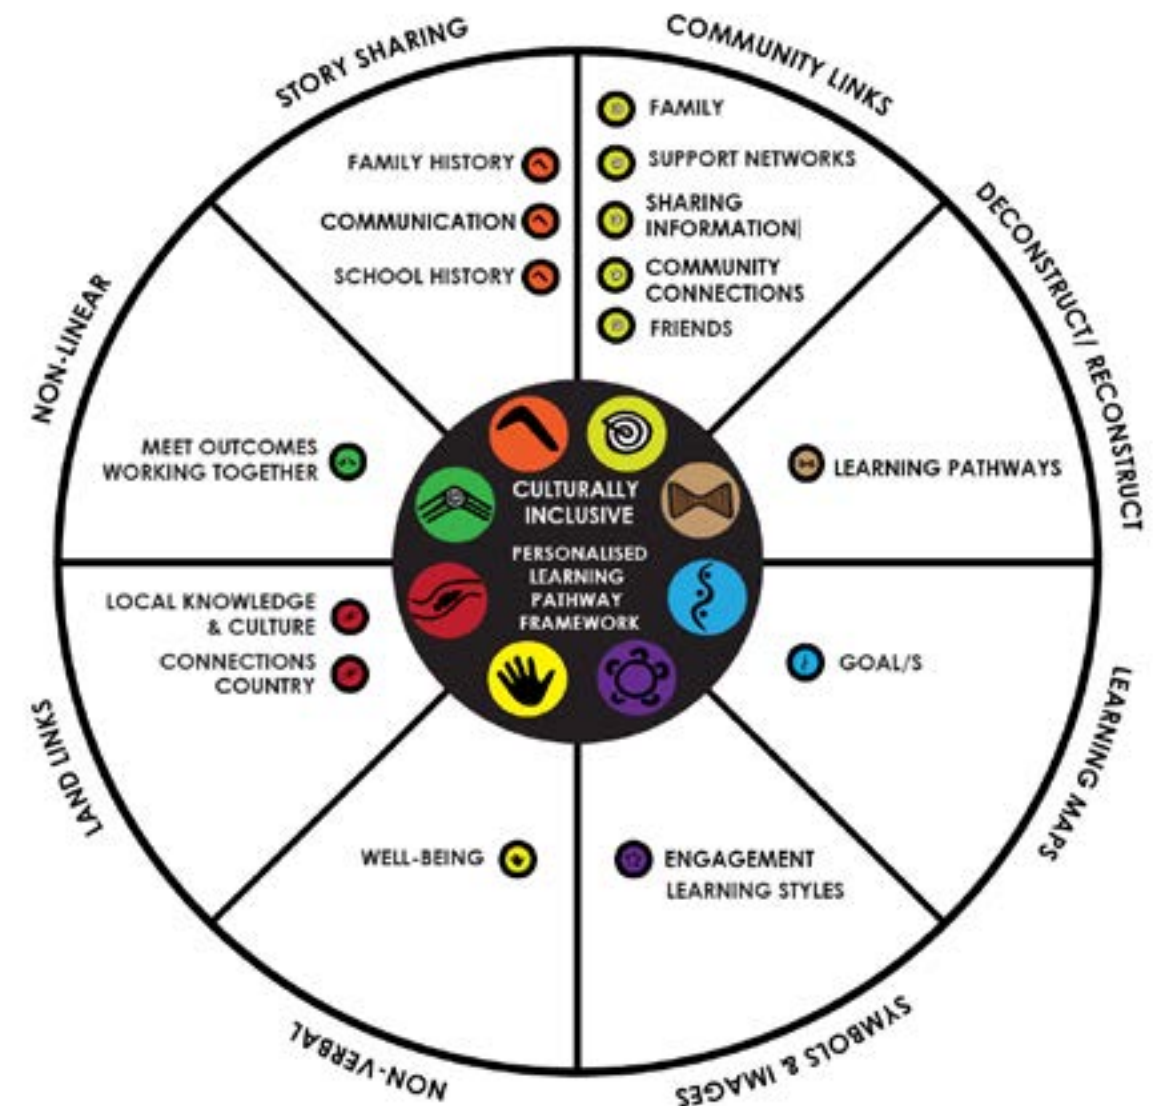 STORY SHARING
FAMILY HISTORY
COMMUNICATION
SCHOOL HISTORY
COMMUNITY LINKS
FAMILY
SUPPORT NETWORKS
SHARING
INFORMATION
COMMUNITY
CONNECTIONS
FRIENDS
DECONSTRUCT/ RECONSTRUCT
LEARNING PATHWAYS
LEARNING MAPS
GOAL/S
SYMBOLS & IMAGES
ENGAGEMENT
LEARNING STYLES
NON-VERBAL
WELL-BEING
LAND LINKS
LOCAL KNOWLEDGE
& CULTURE
CONNECTIONS
COUNTRY
NON-LINEAR
MEET OUTCOMES
WORKING TOGETHER
CULTURALLY
INCLUSIVE
PERSONALISED
LEARNING
PATHWAY
FRAMEWORK